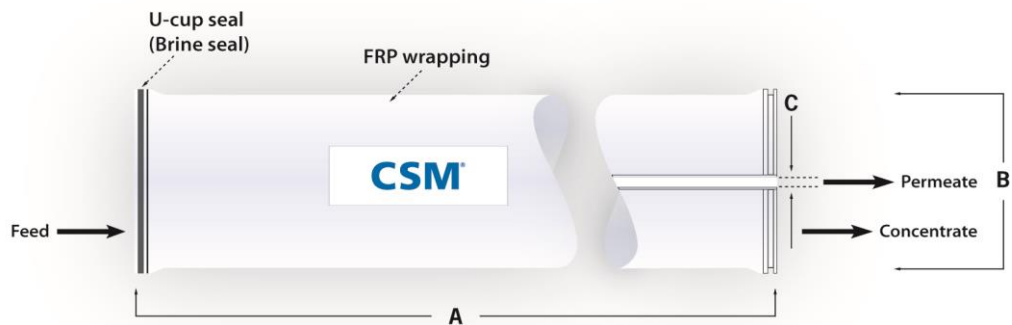 U-cup seal
(Brine seal)
FRP wrapping
C
CSM®
Permeate
B
Feed
Concentrate
A